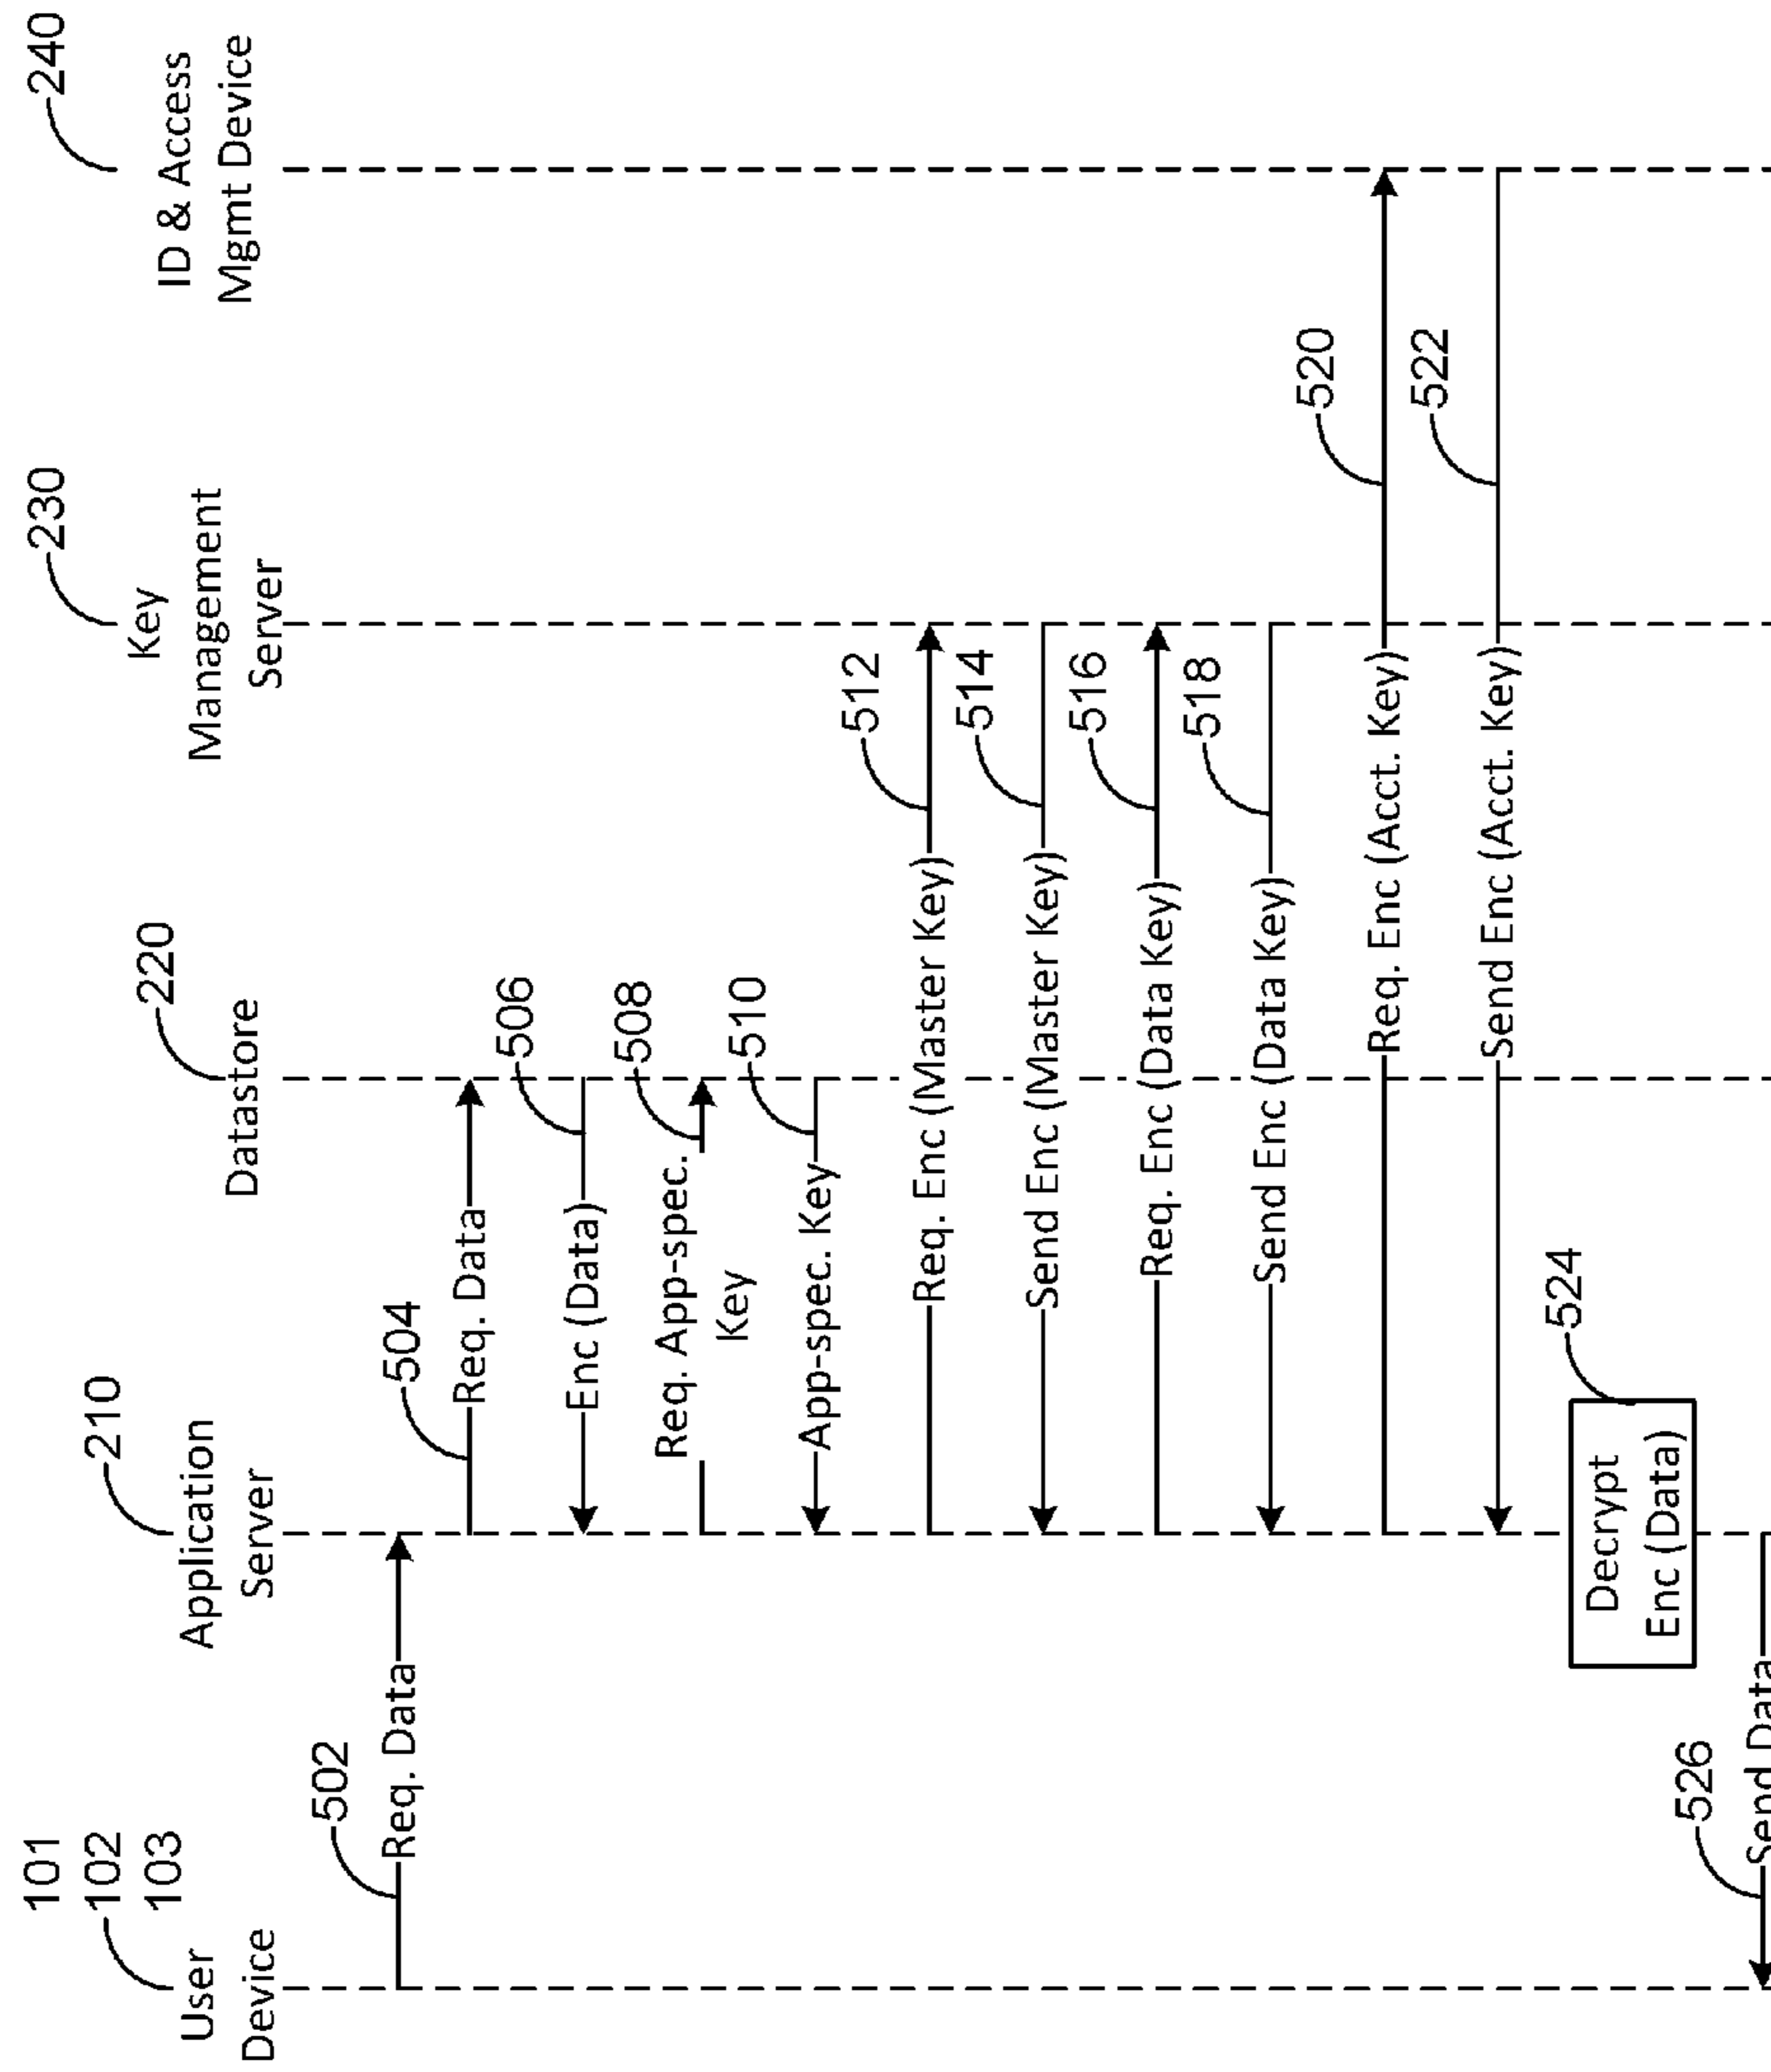 101
102
103
User
Device
210
Application
Server
220
Datastore
230
Key
Management
Server
240
ID & Access
Mgmt Device
502
Req. Data
504
Req. Data
506
Enc (Data)
508
Req. App-spec.
Key
510
App-spec. Key
512
Req. Enc (Master Key)
514
Send Enc (Master Key)
516
Req. Enc (Data Key)
518
Send Enc (Data Key)
520
Req. Enc (Acct. Key)
522
Send Enc (Acct. Key)
524
Decrypt
Enc (Data)
526
Send Data